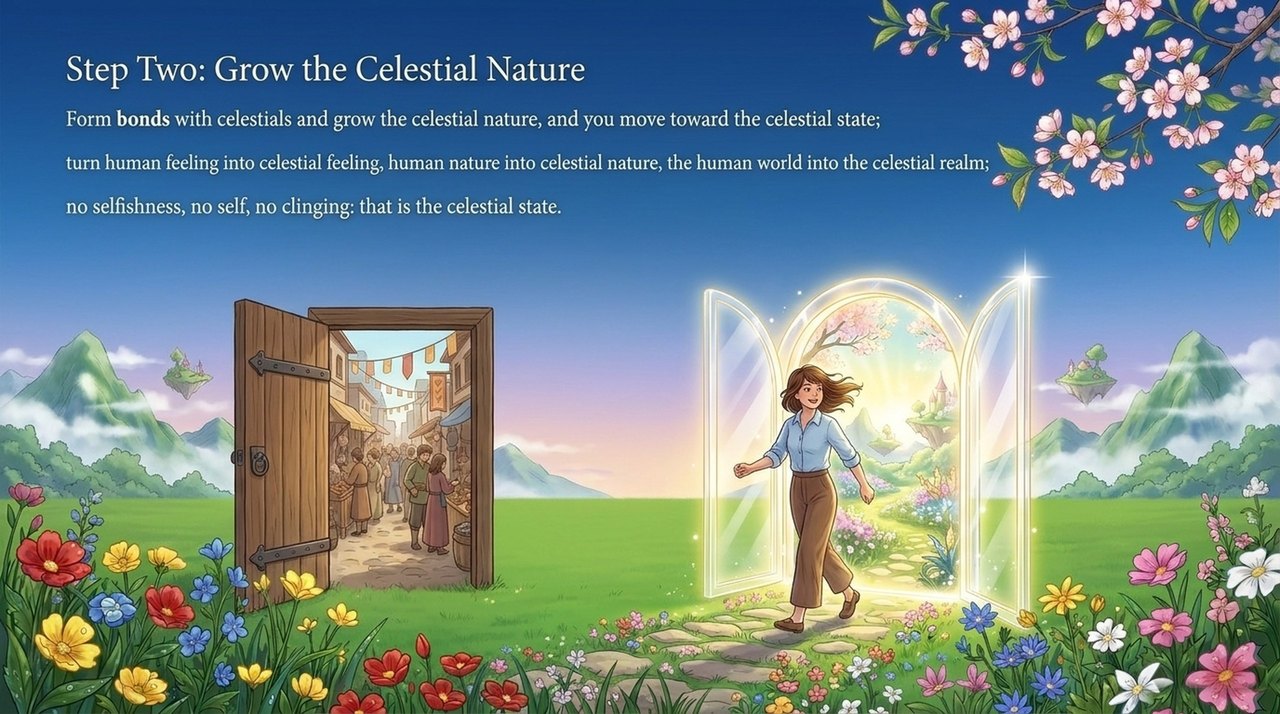 Step Two: Grow the Celestial Nature
Form bonds with celestials and grow the celestial nature, and you move toward the celestial state;
turn human feeling into celestial feeling, human nature into celestial nature, the human world into the celestial realm;
no selfishness, no self, no clinging: that is the celestial state.